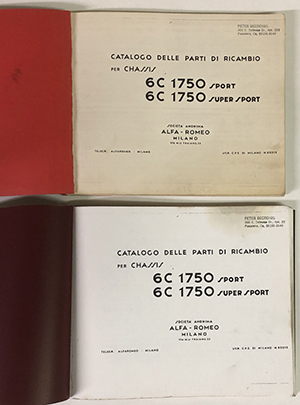 CATALOGO DELLE PARTI DI RICAMBIO
PER CHASSIS
6C 1750 SPORT
6C 1750 SUPER SPORT
SOCIETA ANONIMA
ALFA-ROMEO
MILANO
TELEGR. ALFAROMEO - MILANO
CATALOGO DELLE PARTI DI RICAMBIO
PER CHASSIS
6C 1750 SPORT
6C 1750 SUPER SPORT
SOCIETA ANONIMA
ALFA-ROMEO
MILANO
TELEGR. ALFAROMEO - MILANO